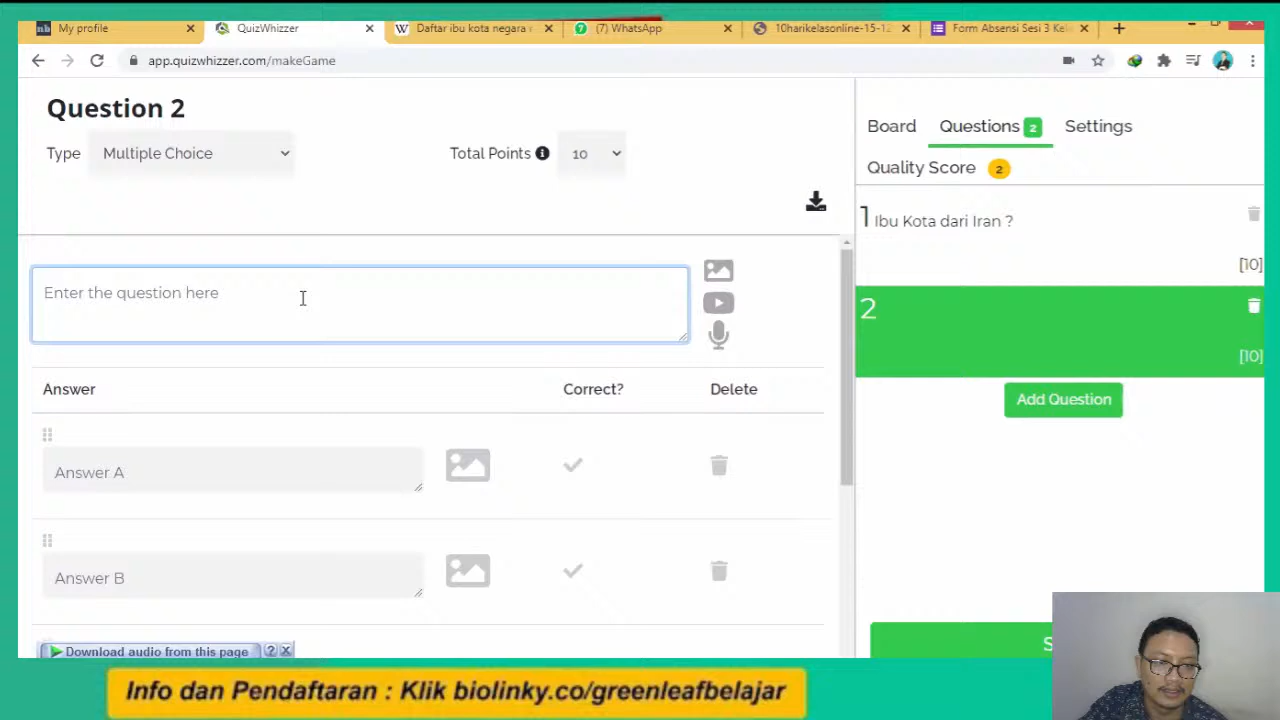 My profile
QuizWhizzer
Daftar ibu kota negara
(7) WhatsApp
10harikelasonline-15-12
Form Absensi Sesi 3 Kel
app.quizwhizzer.com/makeGame
Question 2
Type
Multiple Choice
Total Points
10
Enter the question here
Answer
Correct?
Delete
Answer A
Answer B
Download audio from this page
Board
Questions 2
Settings
Quality Score 2
1 Ibu Kota dari Iran ?
[10]
2
[10]
Add Question
Info dan Pendaftaran : Klik biolinky.co/greenleafbelajar